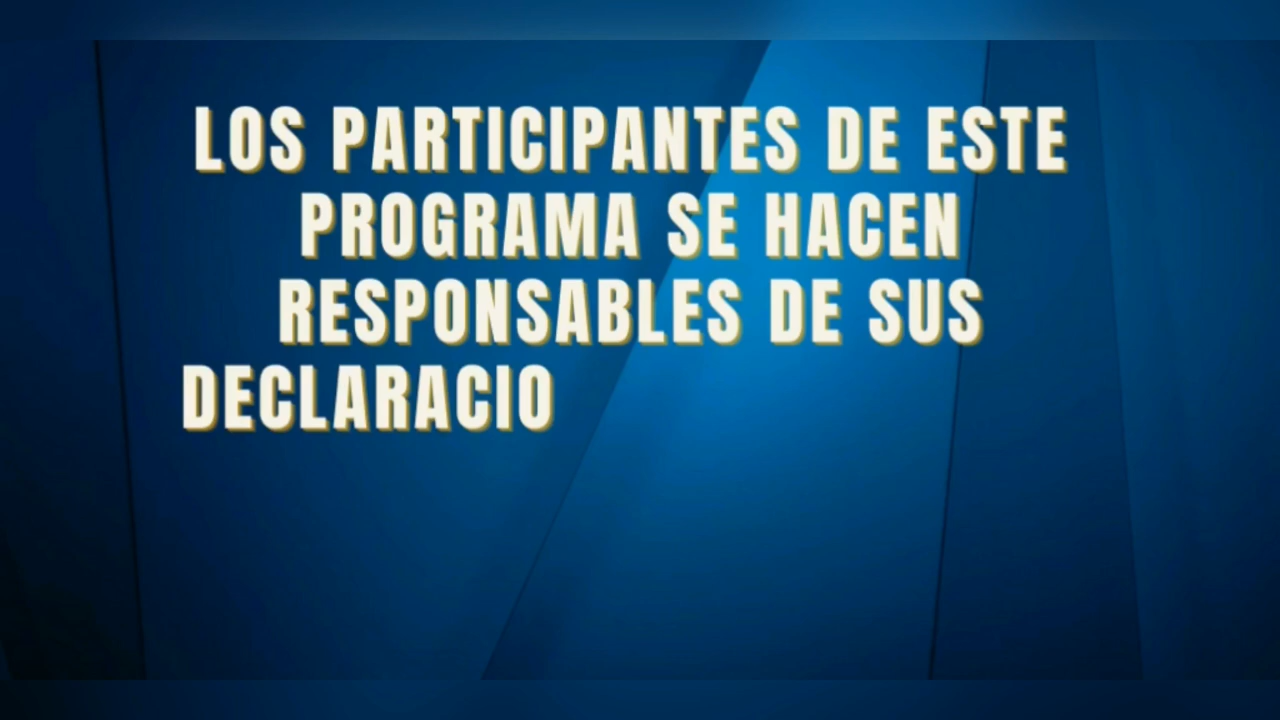 LOS PARTICIPANTES DE ESTE
PROGRAMA SE HACEN
RESPONSABLES DE SUS
DECLARACIO